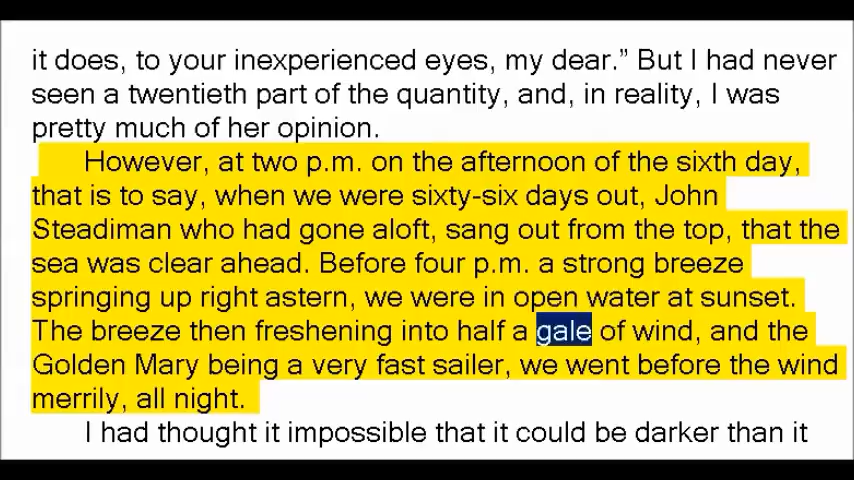 it does, to your inexperienced eyes, my dear.” But I had never
seen a twentieth part of the quantity, and, in reality, I was
pretty much of her opinion.
However, at two p.m. on the afternoon of the sixth day,
that is to say, when we were sixty-six days out, John
Steadiman who had gone aloft, sang out from the top, that the
sea was clear ahead. Before four p.m. a strong breeze
springing up right astern, we were in open water at sunset.
The breeze then freshening into half a gale of wind, and the
Golden Mary being a very fast sailer, we went before the wind
merrily, all night.
I had thought it impossible that it could be darker than it